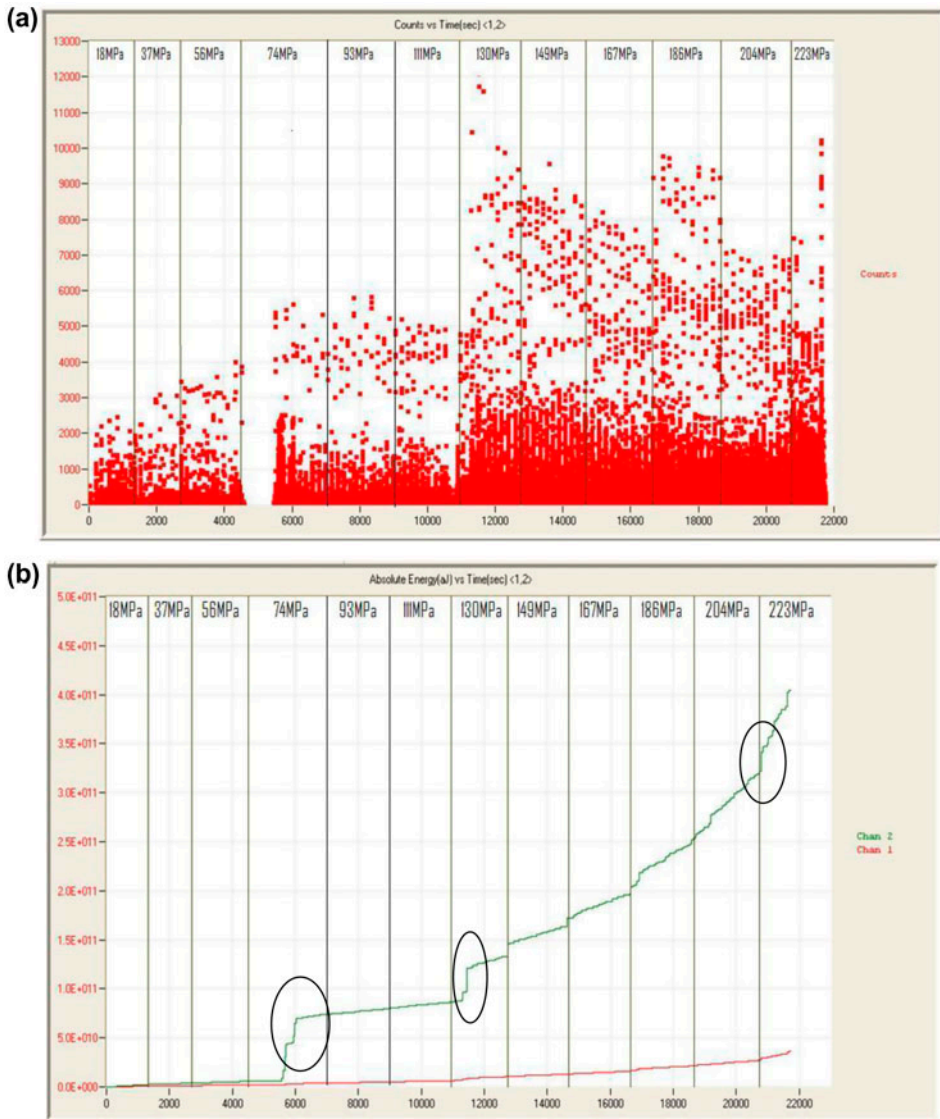 (a)
Counts vs Time(sec) <1,2>
18MPa 37MPa 56MPa 74MPa 93MPa 111MPa 130MPa 149MPa 167MPa 186MPa 204MPa 223MPa
13000
12000
11000
10000
9000
8000
7000
6000
5000
4000
3000
2000
1000
0
Counts
0 2000 4000 6000 8000 10000 12000 14000 16000 18000 20000 22000
(b)
Absolute Energy(aJ) vs Time(sec) <1,2>
18MPa 37MPa 56MPa 74MPa 93MPa 111MPa 130MPa 149MPa 167MPa 186MPa 204MPa 223MPa
5.0E+011
4.5E+011
4.0E+011
3.5E+011
3.0E+011
2.5E+011
2.0E+011
1.5E+011
1.0E+011
5.0E+010
0.0E+000
Chan 2
Chan 1
0 2000 4000 6000 8000 10000 12000 14000 16000 18000 20000 22000